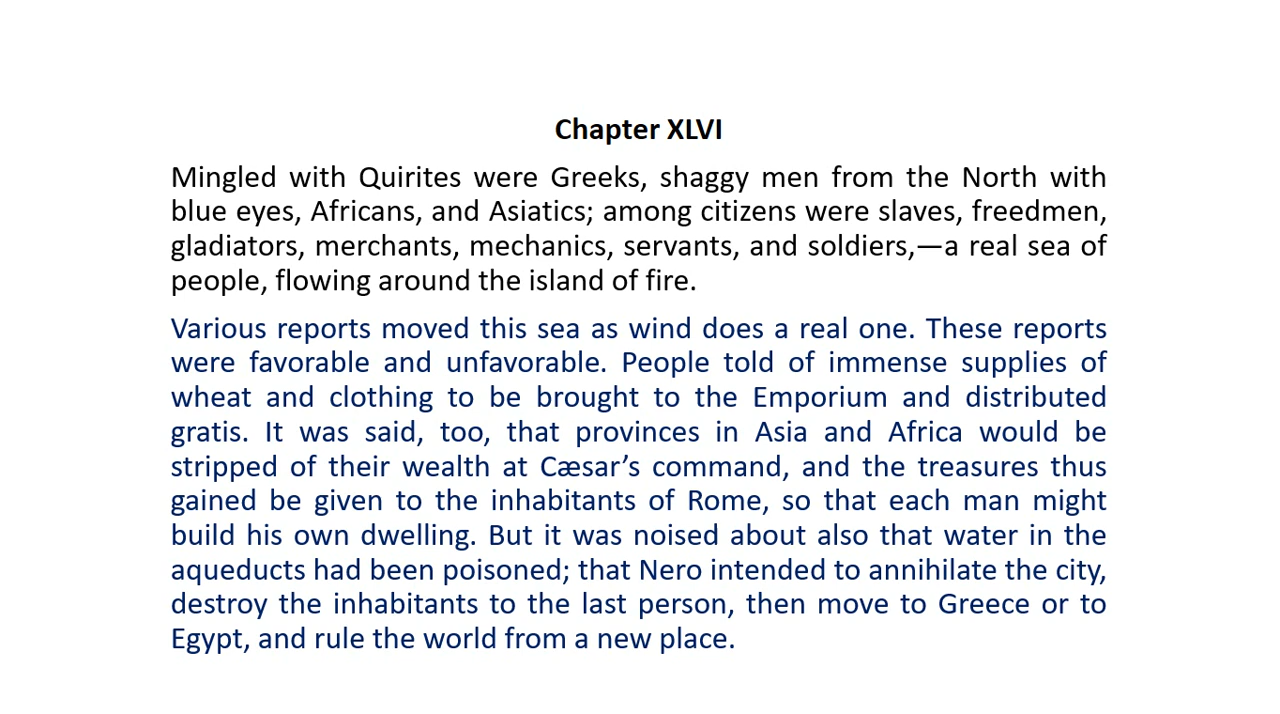 Chapter XLVI
Mingled with Quirites were Greeks, shaggy men from the North with
blue eyes, Africans, and Asiatics; among citizens were slaves, freedmen,
gladiators, merchants, mechanics, servants, and soldiers,—a real sea of
people, flowing around the island of fire.
Various reports moved this sea as wind does a real one. These reports
were favorable and unfavorable. People told of immense supplies of
wheat and clothing to be brought to the Emporium and distributed
gratis. It was said, too, that provinces in Asia and Africa would be
stripped of their wealth at Cæsar’s command, and the treasures thus
gained be given to the inhabitants of Rome, so that each man might
build his own dwelling. But it was noised about also that water in the
aqueducts had been poisoned; that Nero intended to annihilate the city,
destroy the inhabitants to the last person, then move to Greece or to
Egypt, and rule the world from a new place.